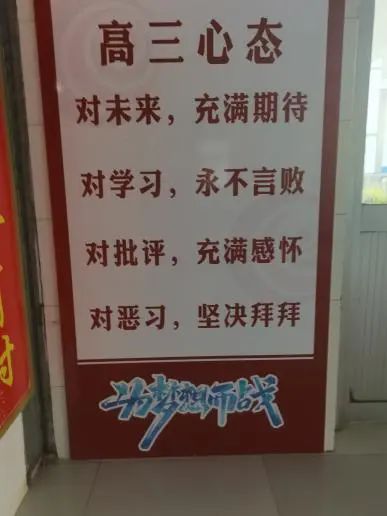 高三心态
对未来，充满期待
对学习，永不言败
对批评，充满感怀
对恶习，坚决拜拜
为梦想而战